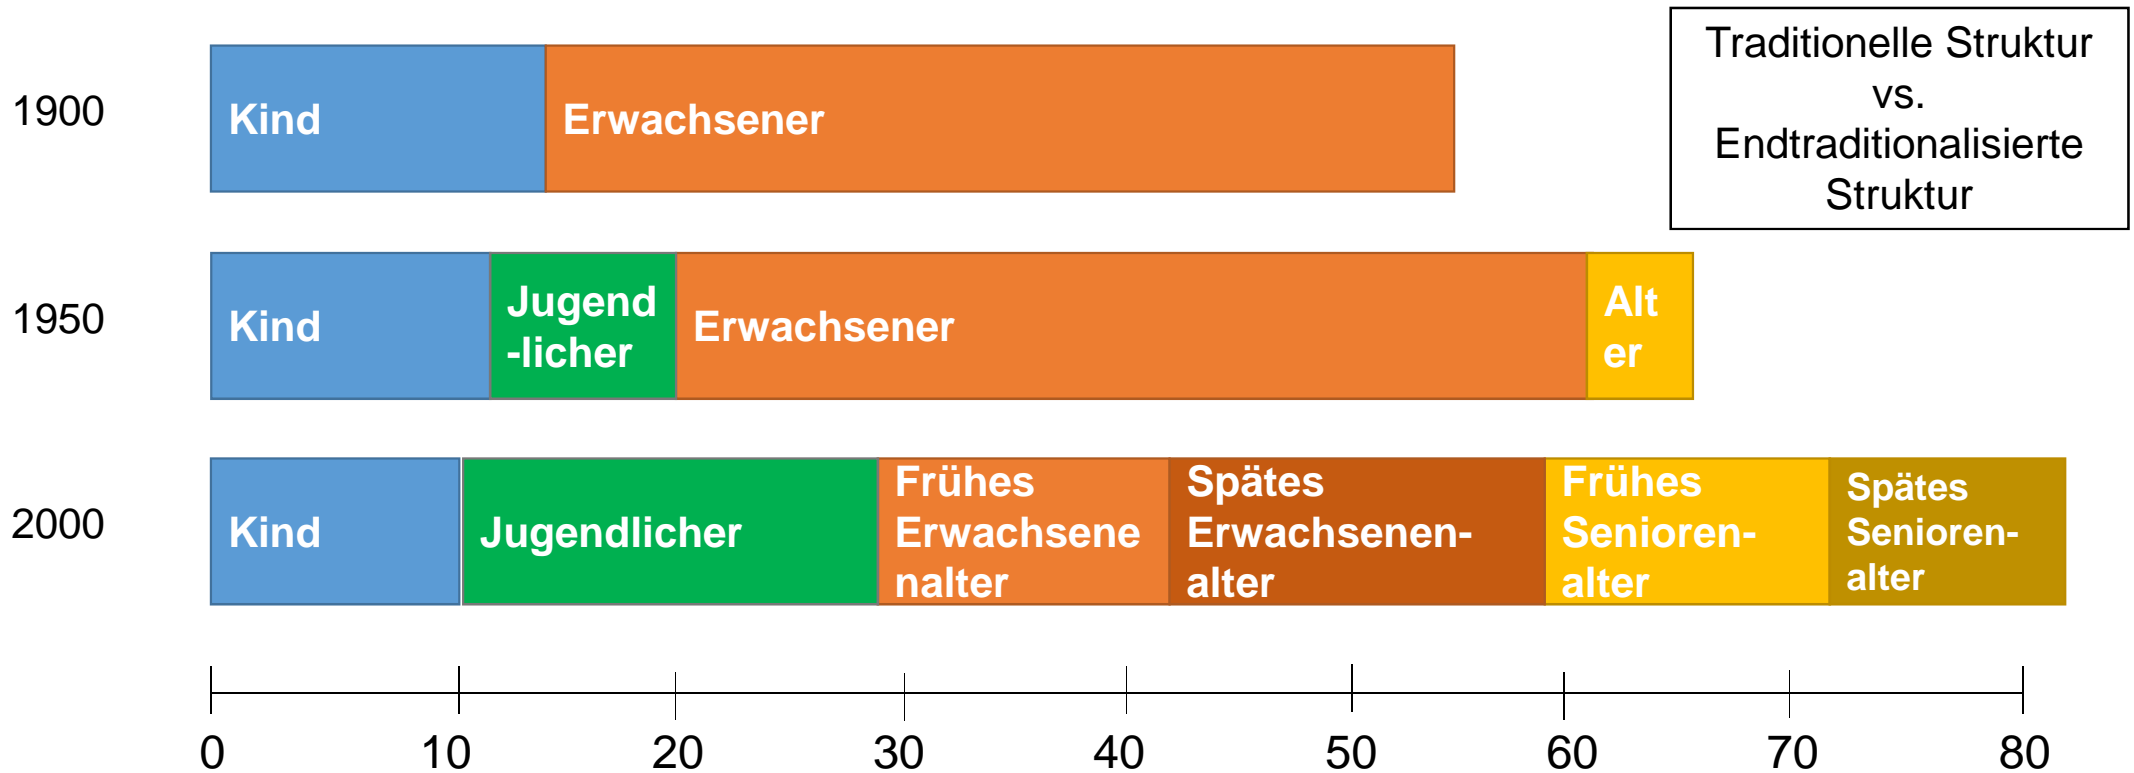 Traditionelle Struktur
vs.
Endtraditionalisierte
Struktur
1900
Kind
Erwachsener
1950
Kind
Jugend
-licher
Erwachsener
Alt
er
2000
Kind
Jugendlicher
Frühes
Erwachsene
nalter
Spätes
Erwachsenen-
alter
Frühes
Senioren-
alter
Spätes
Senioren-
alter
0 10 20 30 40 50 60 70 80